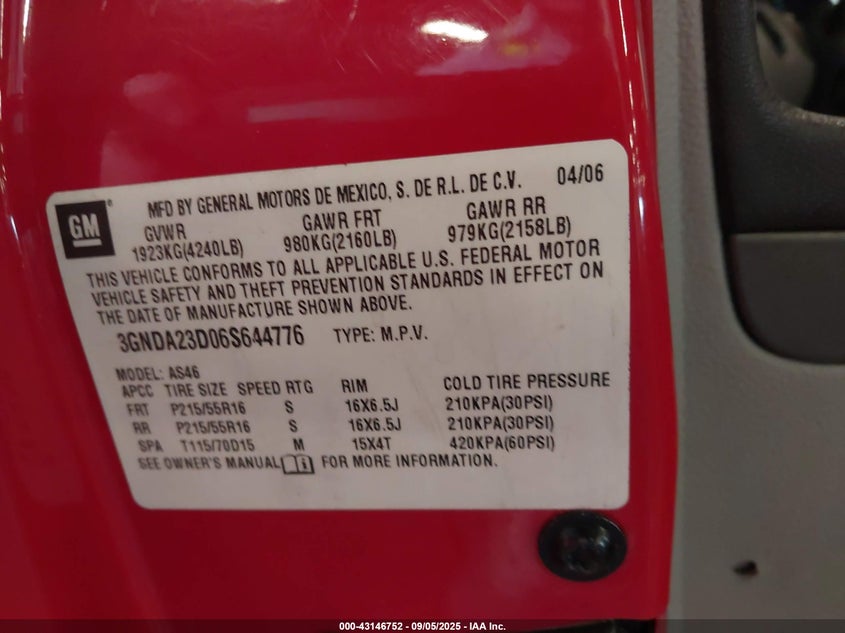 GM
MFD BY GENERAL MOTORS DE MEXICO, S. DE R.L. DE C.V. 04/06
GVWR GAWR FRT GAWR RR
1923KG(4240LB) 980KG(2160LB) 979KG(2158LB)
THIS VEHICLE CONFORMS TO ALL APPLICABLE U.S. FEDERAL MOTOR
VEHICLE SAFETY AND THEFT PREVENTION STANDARDS IN EFFECT ON
THE DATE OF MANUFACTURE SHOWN ABOVE.
3GNDA23D06S644776 TYPE: M.P.V.
MODEL: AS46
APCC TIRE SIZE SPEED RTG RIM COLD TIRE PRESSURE
FRT P215/55R16 S 16X6.5J 210KPA(30PSI)
RR P215/55R16 S 16X6.5J 210KPA(30PSI)
SPA T115/70D15 M 15X4T 420KPA(60PSI)
SEE OWNER'S MANUAL i FOR MORE INFORMATION.
000-43146752 - 09/05/2025 - IAA Inc.